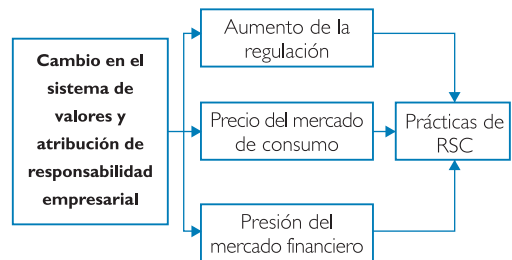 Cambio en el
sistema de
valores y
atribución de
responsabilidad
empresarial
Aumento de la
regulación
Precio del mercado
de consumo
Presión del
mercado financiero
Prácticas de
RSC